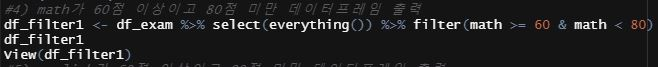 #4) math가 60점 이상이고 80점 미만 데이터프레임 출력
df_filter1 <- df_exam %>% select(everything()) %>% filter(math >= 60 & math < 80)
df_filter1
View(df_filter1)